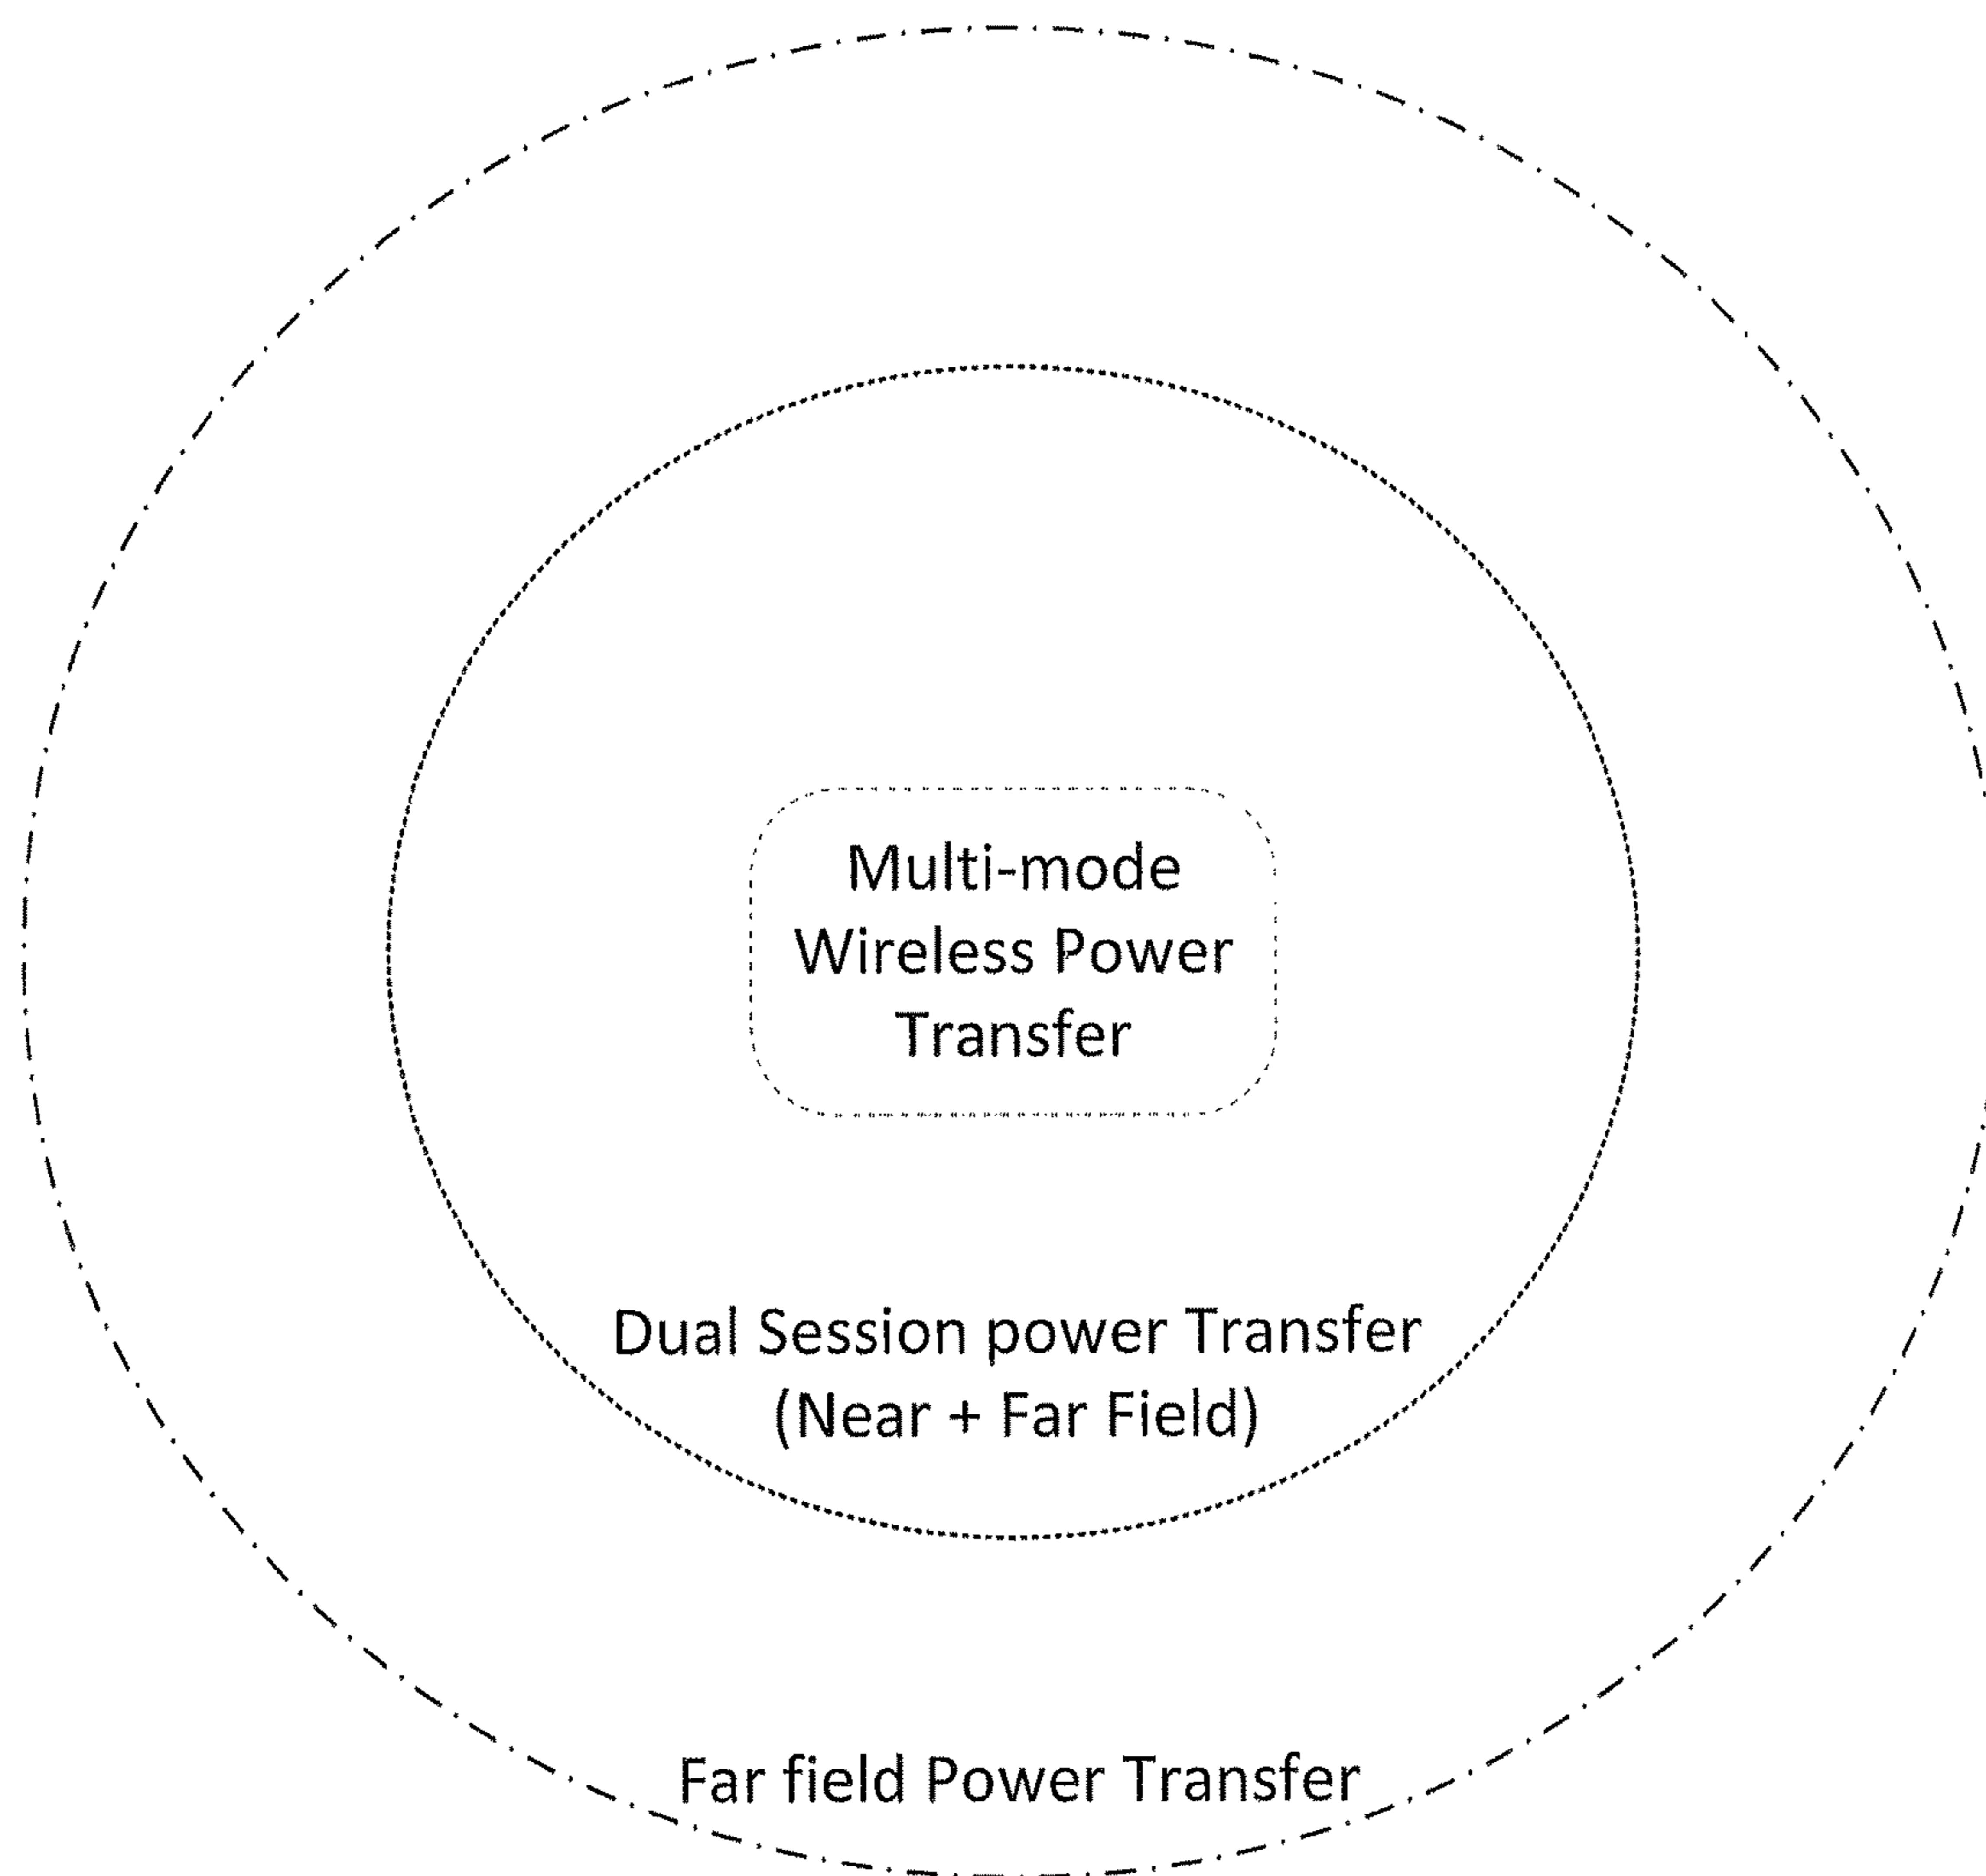 Multi-mode
Wireless Power
Transfer
Dual Session power Transfer
(Near + Far Field)
Far field Power Transfer